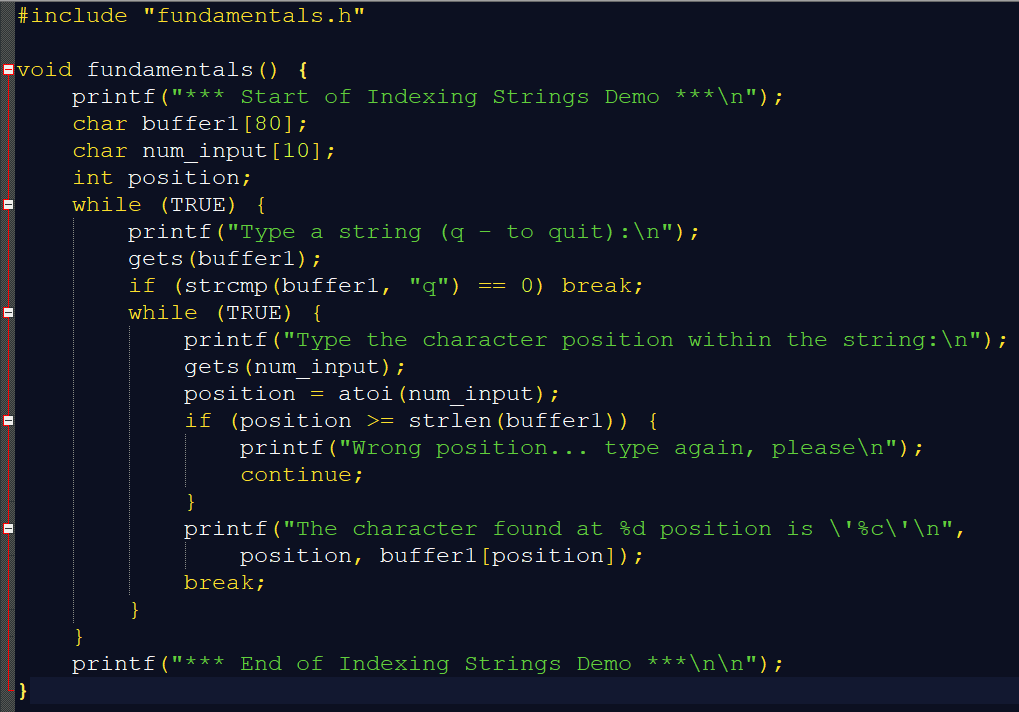 #include "fundamentals.h"

void fundamentals() {
    printf("*** Start of Indexing Strings Demo ***\n");
    char buffer1[80];
    char num_input[10];
    int position;
    while (TRUE) {
        printf("Type a string (q - to quit):\n");
        gets(buffer1);
        if (strcmp(buffer1, "q") == 0) break;
        while (TRUE) {
            printf("Type the character position within the string:\n");
            gets(num_input);
            position = atoi(num_input);
            if (position >= strlen(buffer1)) {
                printf("Wrong position... type again, please\n");
                continue;
            }
            printf("The character found at %d position is \'%c\'\n",
                position, buffer1[position]);
            break;
        }
    }
    printf("*** End of Indexing Strings Demo ***\n\n");
}